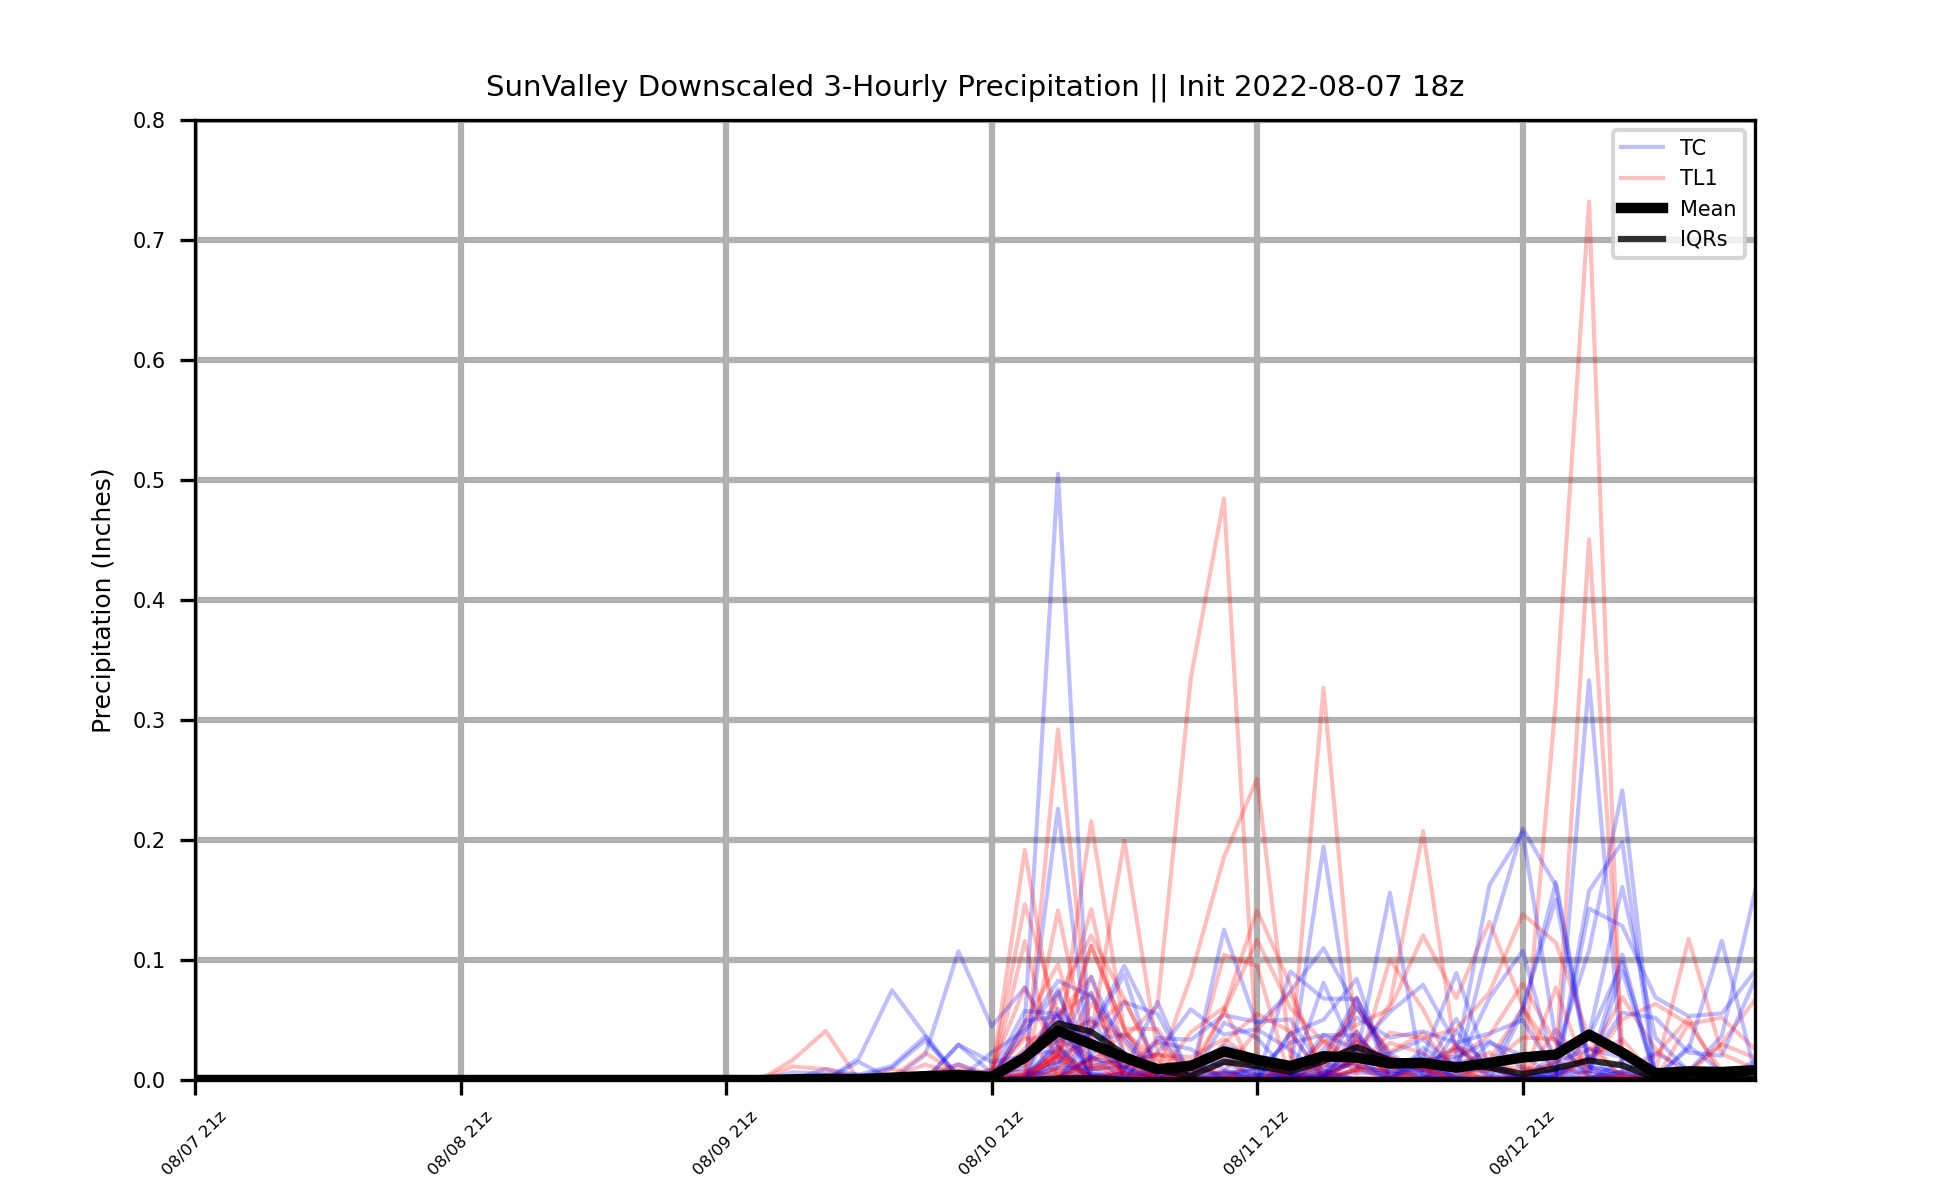 SunValley Downscaled 3-Hourly Precipitation || Init 2022-08-07 18z
Precipitation (Inches)
0.8
0.7
0.6
0.5
0.4
0.3
0.2
0.1
0.0
TC
TL1
Mean
IQRs
08/07 21z
08/08 21z
08/09 21z
08/10 21z
08/11 21z
08/12 21z